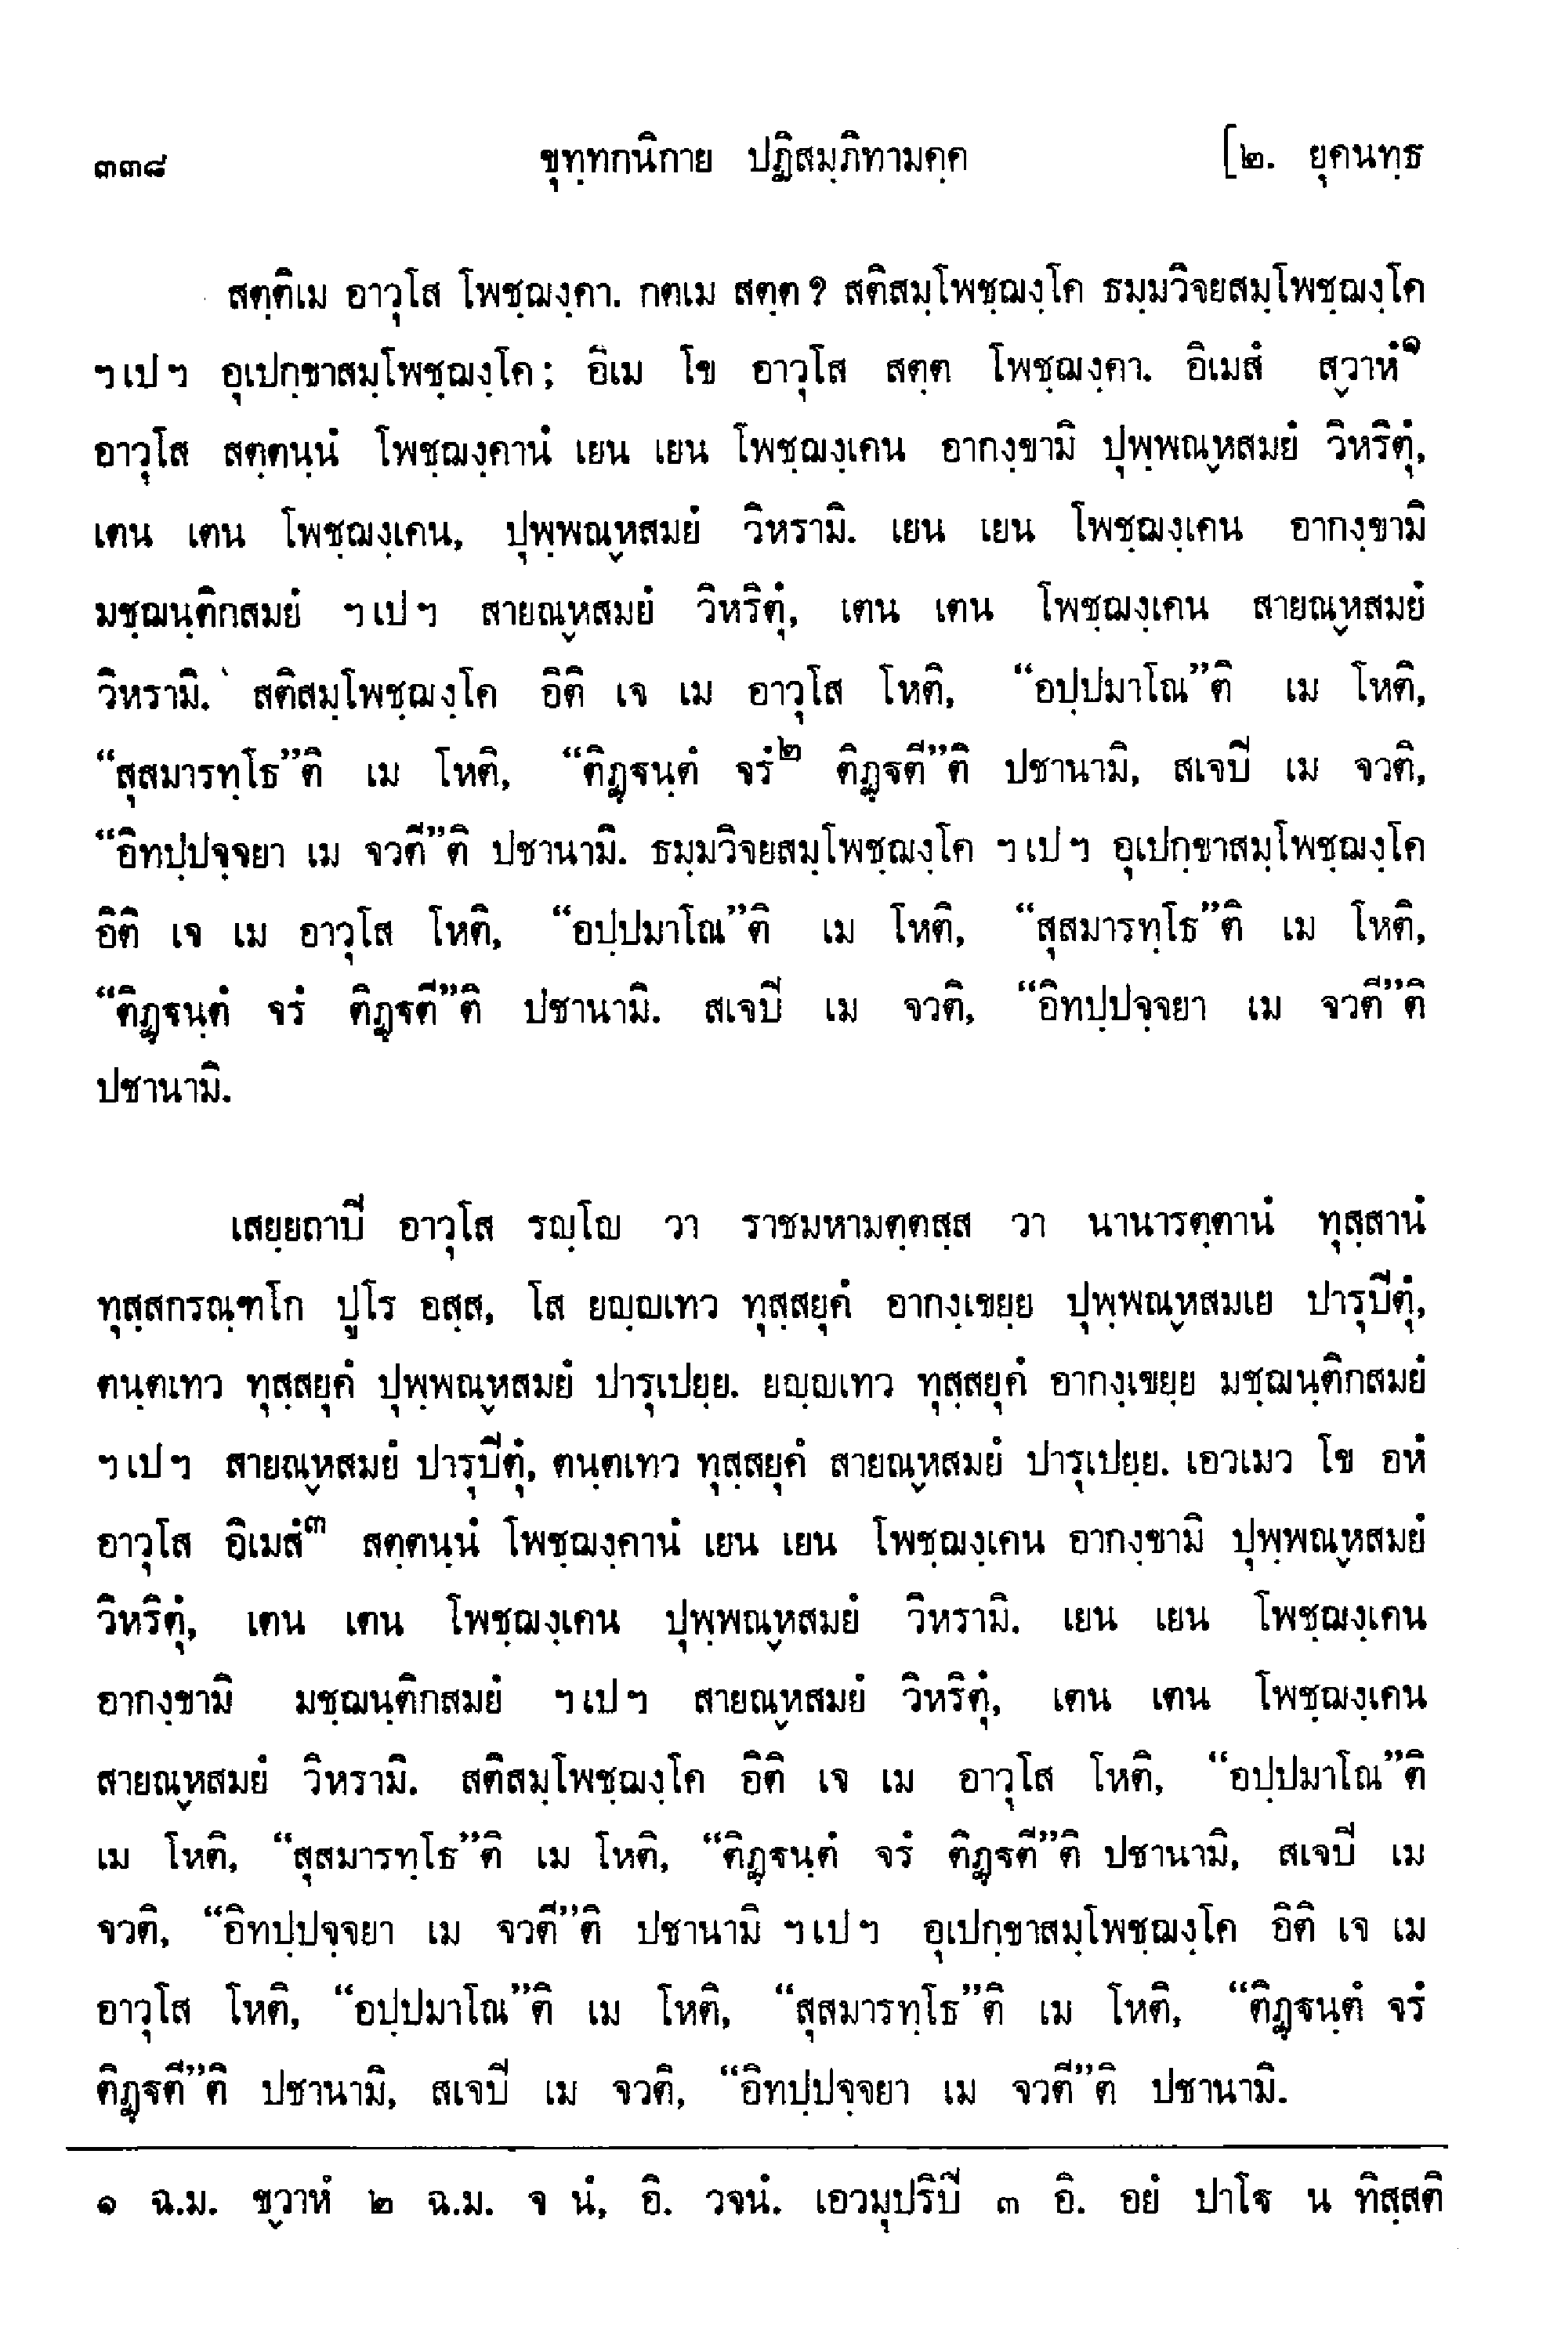 ๓๓๘ ขุทฺทกนิกาย ปฏิสมฺภิทามคฺค [๒. ยุคนทฺธ
สตฺติเม อาวุโส โพชฺฌงฺคา. กตเม สตฺต? สติสมฺโพชฺฌงฺโค ธมฺมวิจยสมฺโพชฺฌงฺโค
ฯเปฯ อุเปกฺขาสมฺโพชฺฌงฺโค; อิเม โข อาวุโส สตฺต โพชฺฌงฺคา. อิเมสํ สฺวาหํ๑
อาวุโส สตฺตนฺนํ โพชฺฌงฺคานํ เยน เยน โพชฺฌงฺเคน อากงฺขามิ ปุพฺพณฺหสมยํ วิหริตุํ,
เตน เตน โพชฺฌงฺเคน, ปุพฺพณฺหสมยํ วิหรามิ. เยน เยน โพชฺฌงฺเคน อากงฺขามิ
มชฺฌนฺติกสมยํ ฯเปฯ สายณฺหสมยํ วิหริตุํ, เตน เตน โพชฺฌงฺเคน สายณฺหสมยํ
วิหรามิ. สติสมฺโพชฺฌงฺโค อิติ เจ เม อาวุโส โหติ, “อปฺปมาโณ”ติ เม โหติ,
“สุสมารทฺโธ”ติ เม โหติ, “ติฏฺฐนฺตํ จรํ๒ ติฏฺฐตี”ติ ปชานามิ, สเจปิ เม จวติ,
“อิทปฺปจฺจยา เม จวตี”ติ ปชานามิ. ธมฺมวิจยสมฺโพชฺฌงฺโค ฯเปฯ อุเปกฺขาสมฺโพชฺฌงฺโค
อิติ เจ เม อาวุโส โหติ, “อปฺปมาโณ”ติ เม โหติ, “สุสมารทฺโธ”ติ เม โหติ,
“ติฏฺฐนฺตํ จรํ ติฏฺฐตี”ติ ปชานามิ. สเจปิ เม จวติ, “อิทปฺปจฺจยา เม จวตี”ติ
ปชานามิ.
เสยฺยถาปิ อาวุโส รญฺโญ วา ราชมหามตฺตสฺส วา นานารตฺตานํ ทุสฺสานํ
ทุสฺสกรณฺฑโก ปูโร อสฺส, โส ยญฺญเทว ทุสฺสยุคํ อากงฺเขยฺย ปุพฺพณฺหสมเย ปารุปิตุํ,
ตนฺตเทว ทุสฺสยุคํ ปุพฺพณฺหสมยํ ปารุเปยฺย. ยญฺญเทว ทุสฺสยุคํ อากงฺเขยฺย มชฺฌนฺติกสมยํ
ฯเปฯ สายณฺหสมยํ ปารุปิตุํ, ตนฺตเทว ทุสฺสยุคํ สายณฺหสมยํ ปารุเปยฺย. เอวเมว โข อหํ
อาวุโส อิเมสํ๓ สตฺตนฺนํ โพชฺฌงฺคานํ เยน เยน โพชฺฌงฺเคน อากงฺขามิ ปุพฺพณฺหสมยํ
วิหริตุํ, เตน เตน โพชฺฌงฺเคน ปุพฺพณฺหสมยํ วิหรามิ. เยน เยน โพชฺฌงฺเคน
อากงฺขามิ มชฺฌนฺติกสมยํ ฯเปฯ สายณฺหสมยํ วิหริตุํ, เตน เตน โพชฺฌงฺเคน
สายณฺหสมยํ วิหรามิ. สติสมฺโพชฺฌงฺโค อิติ เจ เม อาวุโส โหติ, “อปฺปมาโณ”ติ
เม โหติ, “สุสมารทฺโธ”ติ เม โหติ, “ติฏฺฐนฺตํ จรํ ติฏฺฐตี”ติ ปชานามิ, สเจปิ เม
จวติ, “อิทปฺปจฺจยา เม จวตี”ติ ปชานามิ ฯเปฯ อุเปกฺขาสมฺโพชฺฌงฺโค อิติ เจ เม
อาวุโส โหติ, “อปฺปมาโณ”ติ เม โหติ, “สุสมารทฺโธ”ติ เม โหติ, “ติฏฺฐนฺตํ จรํ
ติฏฺฐตี”ติ ปชานามิ, สเจปิ เม จวติ, “อิทปฺปจฺจยา เม จวตี”ติ ปชานามิ.
๑ ฉ.ม. ขฺวาหํ ๒ ฉ.ม. จ นํ, อิ. วจนํ. เอวมุปริปิ ๓ อิ. อยํ ปาโฐ น ทิสฺสติ